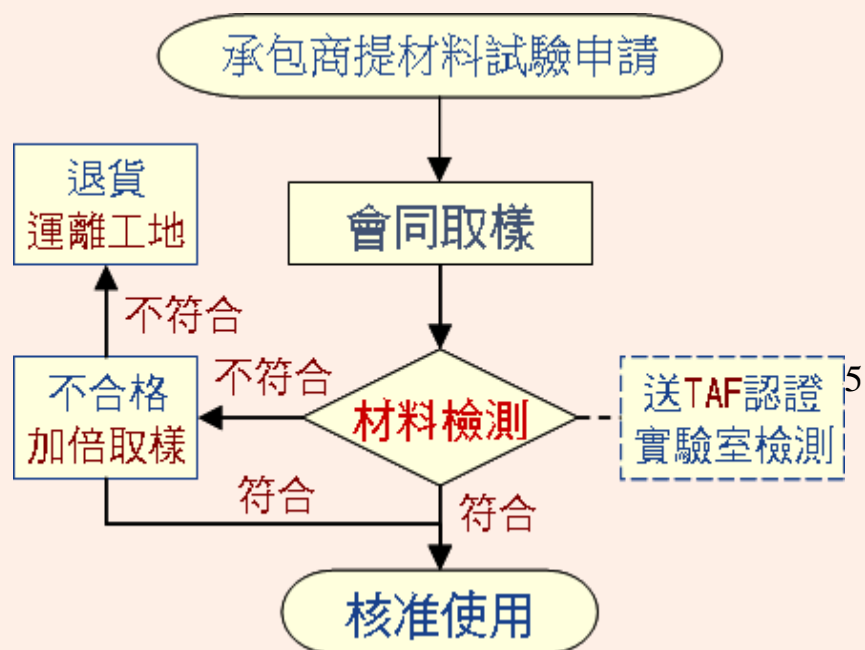 承包商提材料試驗申請
退貨
運離工地
會同取樣
不符合
不合格
加倍取樣
不符合
材料檢測
送TAF認證
實驗室檢測
5
符合
符合
核准使用